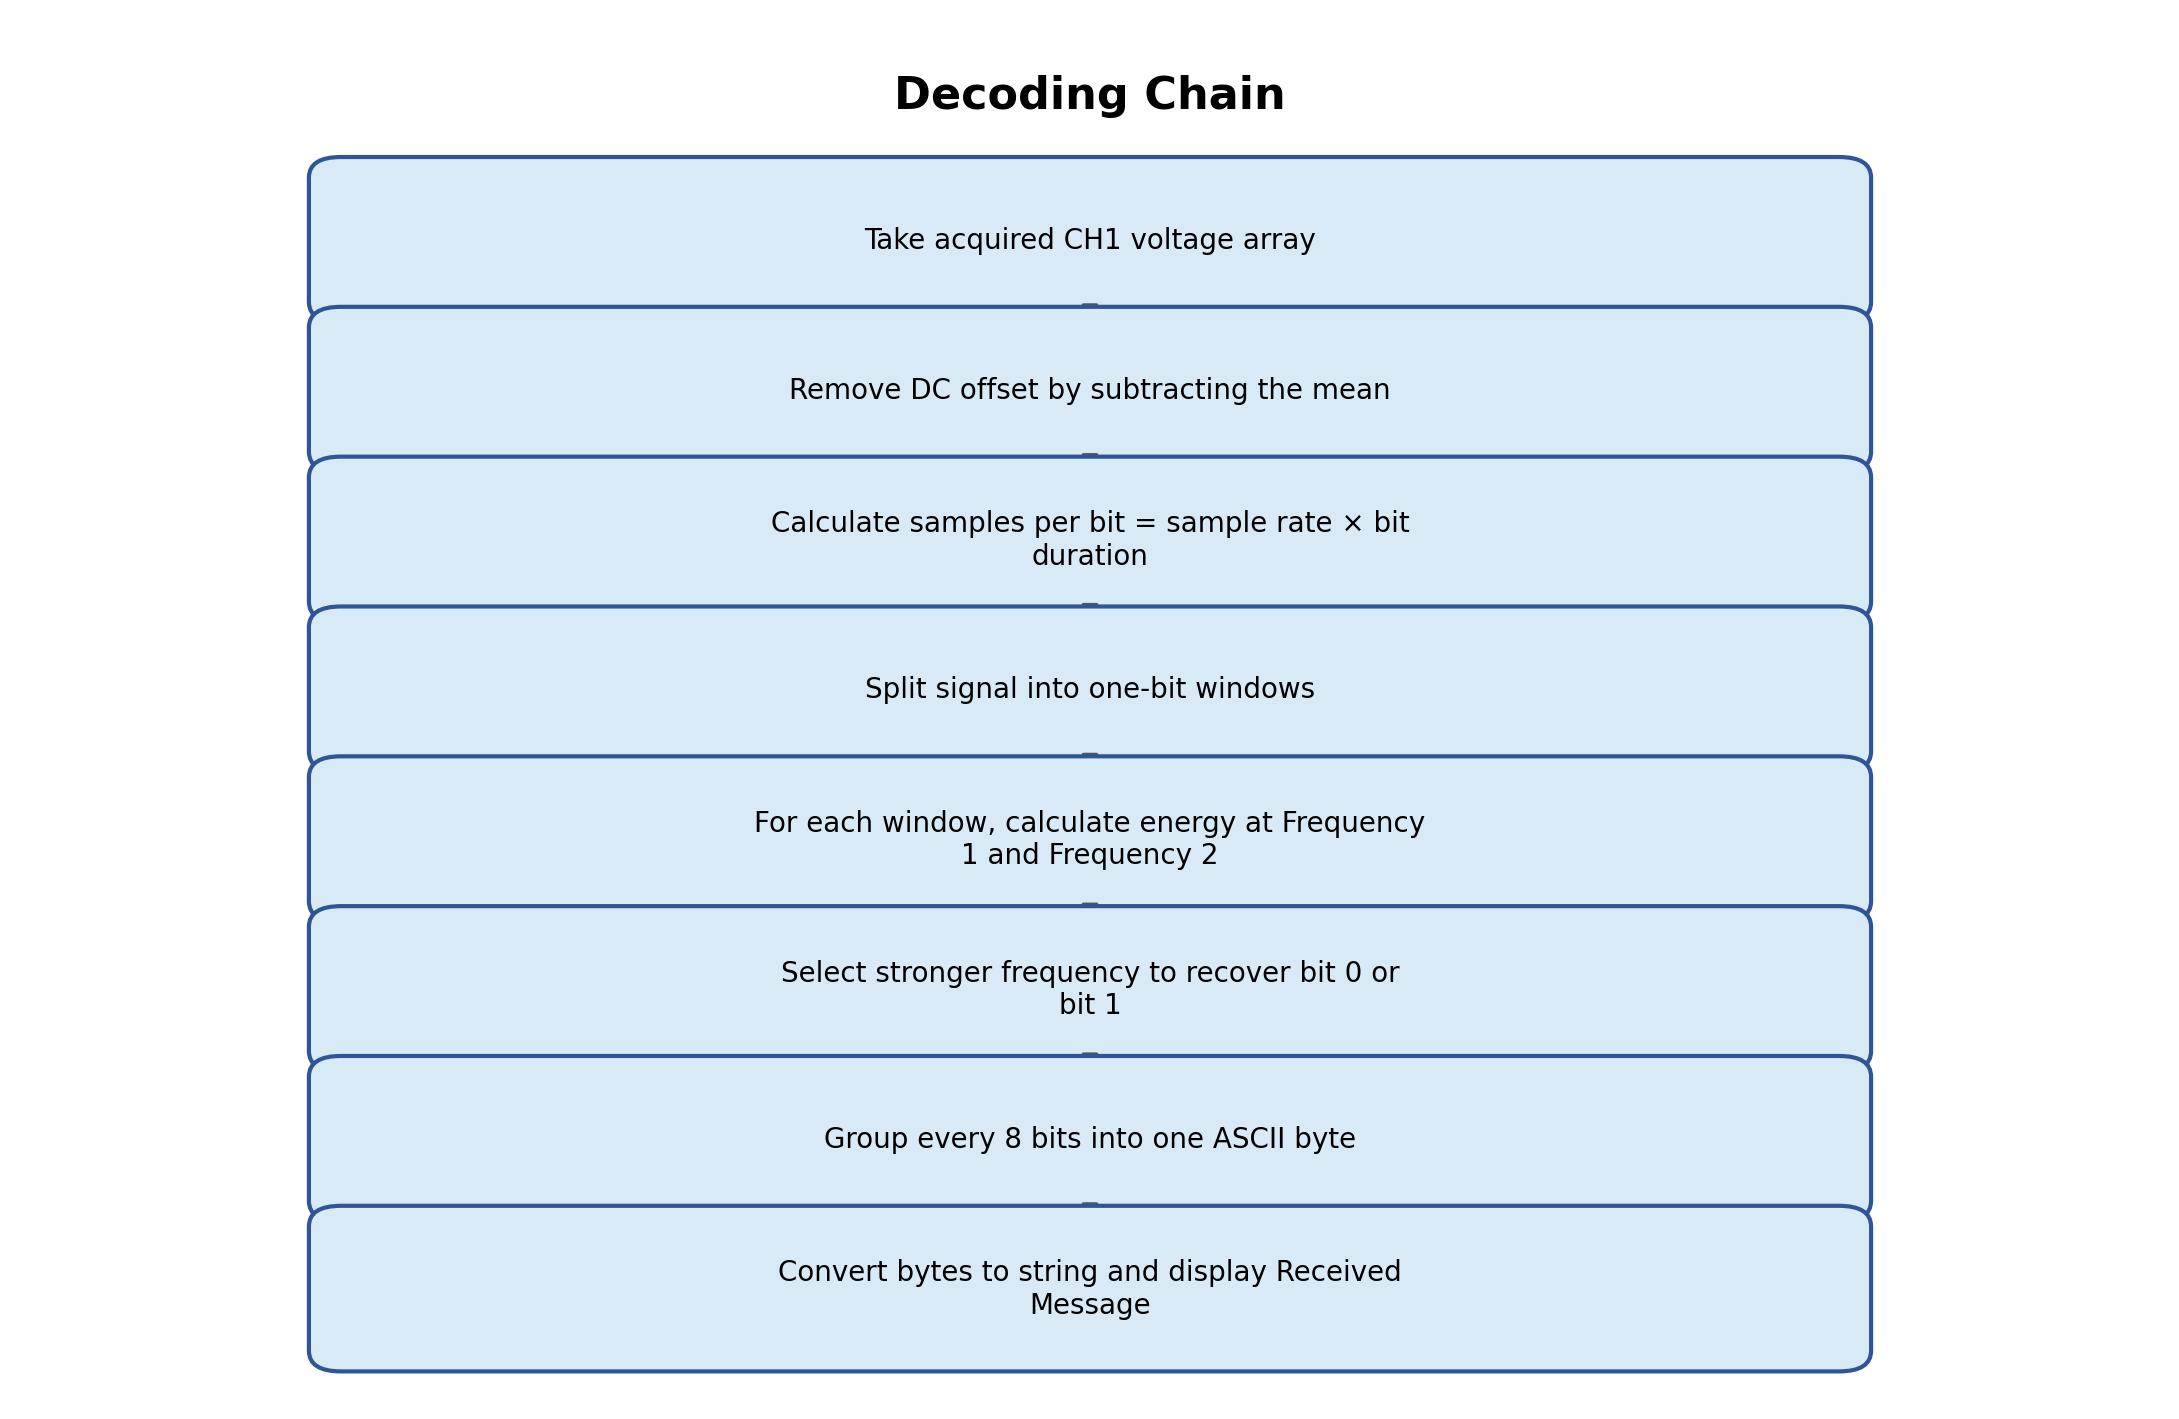 Decoding Chain
Take acquired CH1 voltage array
Remove DC offset by subtracting the mean
Calculate samples per bit = sample rate × bit
duration
Split signal into one-bit windows
For each window, calculate energy at Frequency
1 and Frequency 2
Select stronger frequency to recover bit 0 or
bit 1
Group every 8 bits into one ASCII byte
Convert bytes to string and display Received
Message